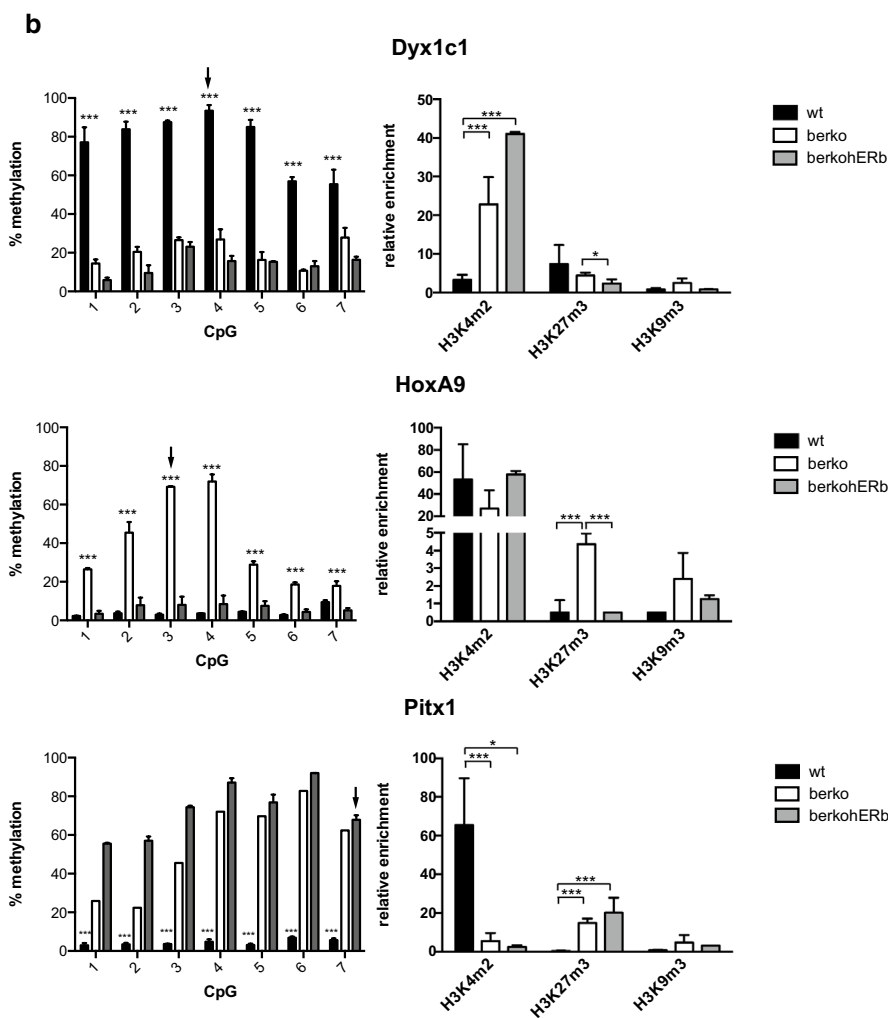 b
Dyx1c1
% methylation
100
80
60
40
20
0
*** *** *** *** *** *** ***
1 2 3 4 5 6 7
CpG
relative enrichment
50
40
30
20
10
0
***
***
*
H3K4m2 H3K27m3 H3K9m3
wt
berko
berkohERb
HoxA9
% methylation
100
80
60
40
20
0
*** *** *** *** *** *** ***
1 2 3 4 5 6 7
CpG
relative enrichment
100
80
60
40
20
5
4
3
2
1
0
*** ***
H3K4m2 H3K27m3 H3K9m3
wt
berko
berkohERb
Pitx1
% methylation
100
80
60
40
20
0
*** *** *** *** *** *** ***
1 2 3 4 5 6 7
CpG
relative enrichment
100
80
60
40
20
0
*
***
***
***
H3K4m2 H3K27m3 H3K9m3
wt
berko
berkohERb